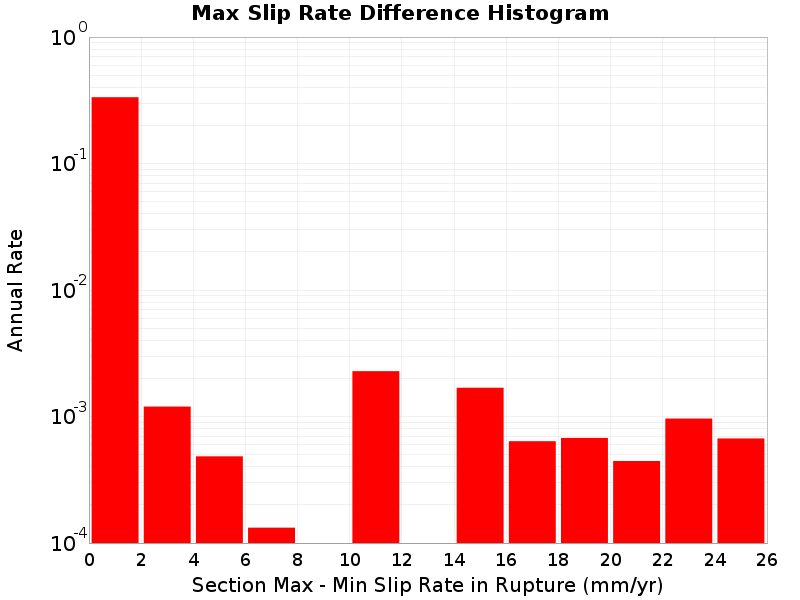 Max Slip Rate Difference Histogram
10^0
10^-1
10^-2
10^-3
10^-4
Annual Rate
0 2 4 6 8 10 12 14 16 18 20 22 24 26
Section Max - Min Slip Rate in Rupture (mm/yr)